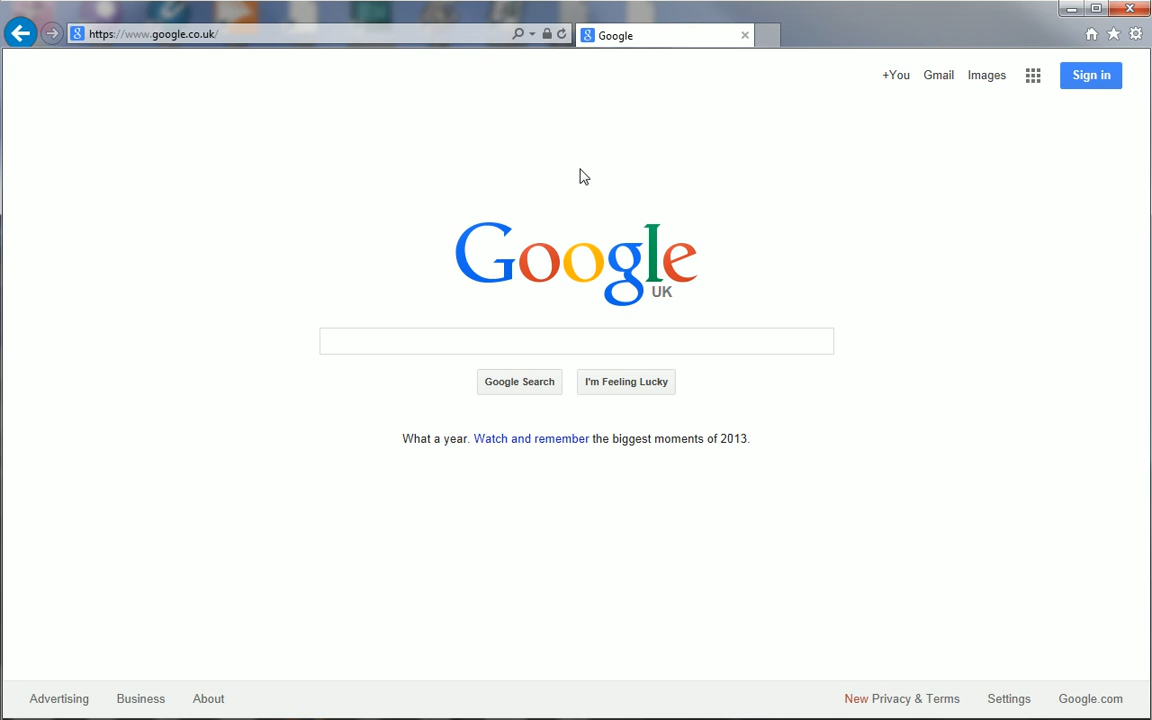 https://www.google.co.uk/
Google
+You Gmail Images Sign in
Google
UK
Google Search I'm Feeling Lucky
What a year. Watch and remember the biggest moments of 2013.
Advertising Business About New Privacy & Terms Settings Google.com